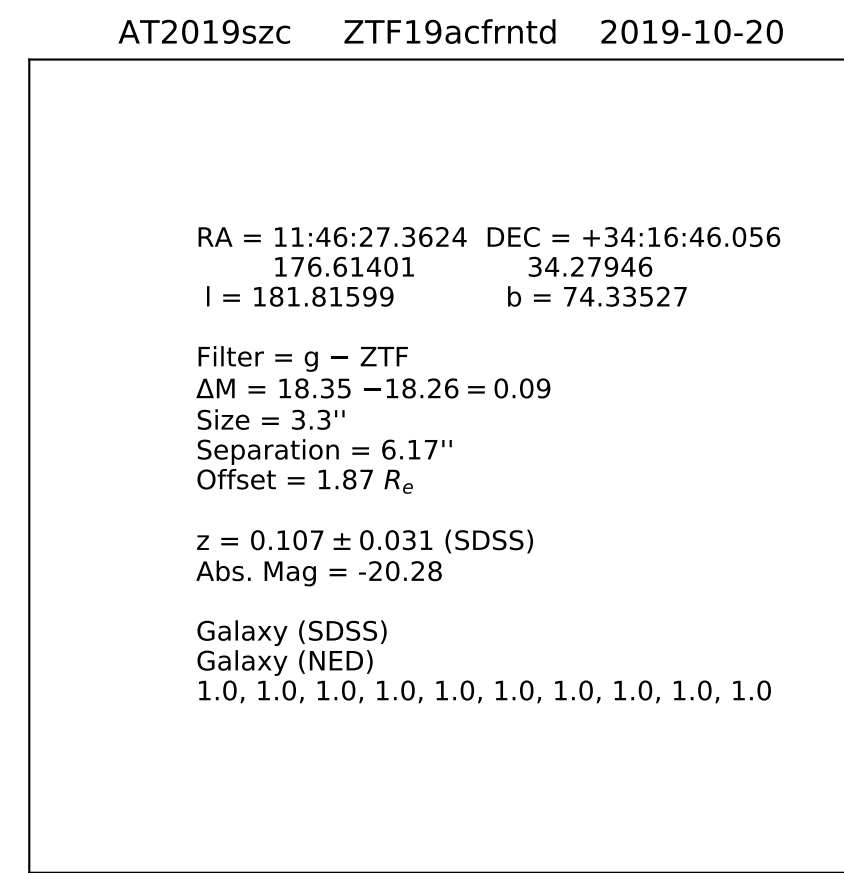 AT2019szc ZTF19acfrntd 2019-10-20
RA = 11:46:27.3624 DEC = +34:16:46.056
176.61401 34.27946
l = 181.81599 b = 74.33527
Filter = g − ZTF
ΔM = 18.35 −18.26 = 0.09
Size = 3.3''
Separation = 6.17''
Offset = 1.87 Rₑ
z = 0.107 ± 0.031 (SDSS)
Abs. Mag = -20.28
Galaxy (SDSS)
Galaxy (NED)
1.0, 1.0, 1.0, 1.0, 1.0, 1.0, 1.0, 1.0, 1.0, 1.0